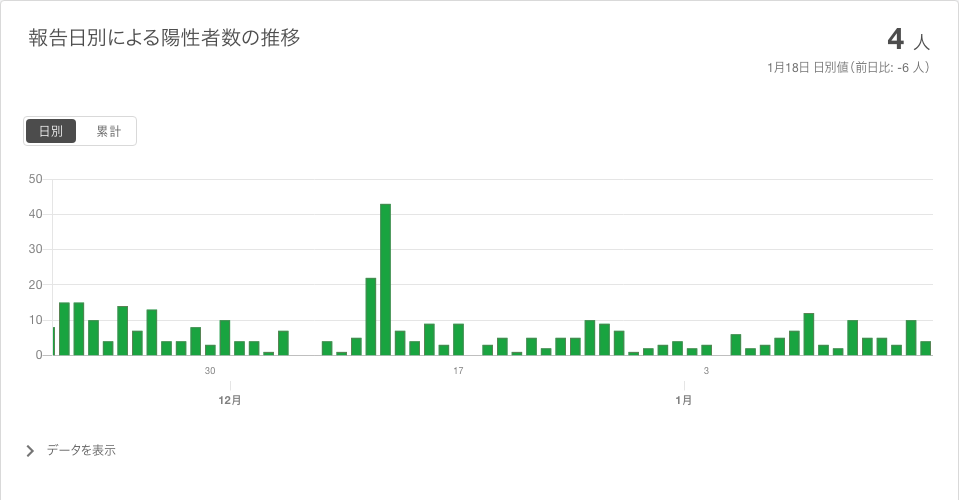 報告日別による陽性者数の推移
4 人
1月18日 日別値（前日比: -6 人）
日別 累計
50
40
30
20
10
0
30 17 3
12月 1月
データを表示